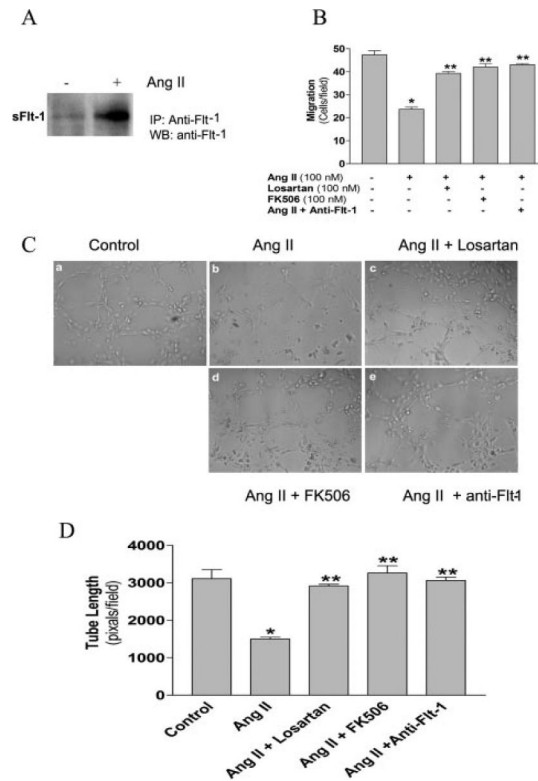 A
- + Ang II
sFlt-1
IP: Anti-Flt-1
WB: anti-Flt-1
B
Migration
(Cells/field)
50
40
30
20
10
0
* ** ** **
Ang II (100 nM) - + + + +
Losartan (100 nM) - - + - -
FK506 (100 nM) - - - + -
Ang II + Anti-Flt-1 - - - - +
C
Control Ang II Ang II + Losartan
a b c
d e
Ang II + FK506 Ang II + anti-Flt-1
D
Tube Length
(pixals/field)
4000
3000
2000
1000
0
* ** ** **
Control
Ang II
Ang II + Losartan
Ang II + FK506
Ang II +Anti-Flt-1